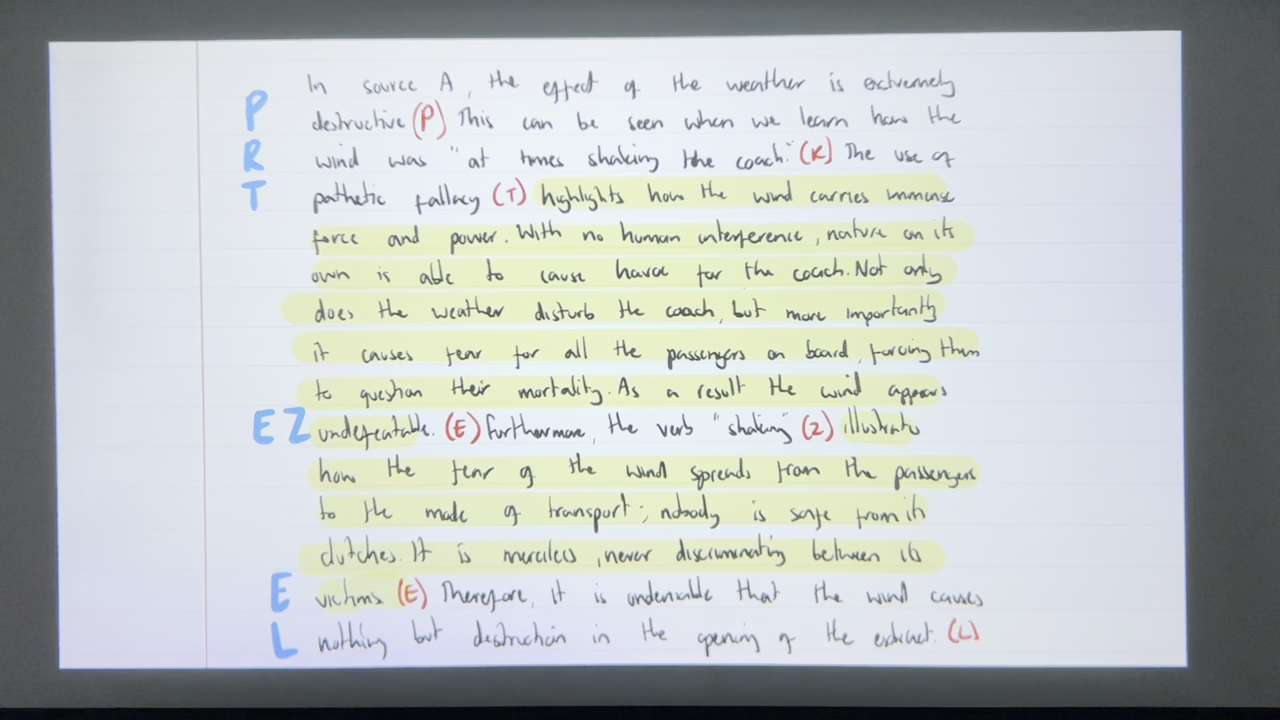 In source A, the effect of the weather is extremely
P destructive (P) This can be seen when we learn how the
R wind was "at times shaking the coach." (R) The use of
T pathetic fallacy (T) highlights how the wind carries immense
force and power. With no human interference, nature on its
own is able to cause havoc for the coach. Not only
does the weather disturb the coach, but more importantly
it causes fear for all the passengers on board, forcing them
to question their mortality. As a result the wind appears
E Z undefeatable. (E) Furthermore, the verb "shaking" (Z) illustrates
how the fear of the wind spreads from the passengers
to the mode of transport; nobody is safe from its
clutches. It is merciless, never discriminating between its
E victims (E) Therefore, it is undeniable that the wind causes
L nothing but destruction in the opening of the extract. (L)